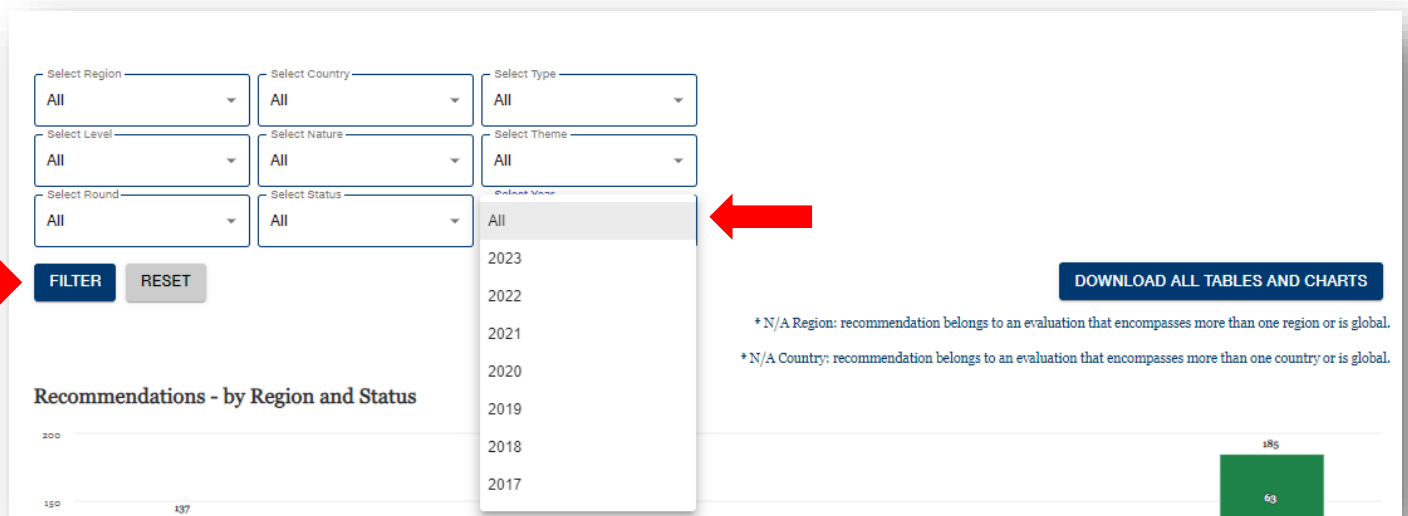 Select Region
Select Country
Select Type
All
All
All
Select Level
Select Nature
Select Theme
All
All
All
Select Round
Select Status
Select Year
All
All
All
2023
2022
2021
2020
2019
2018
2017
FILTER
RESET
DOWNLOAD ALL TABLES AND CHARTS
* N/A Region: recommendation belongs to an evaluation that encompasses more than one region or is global.
* N/A Country: recommendation belongs to an evaluation that encompasses more than one country or is global.
Recommendations - by Region and Status
200
185
63
150
137